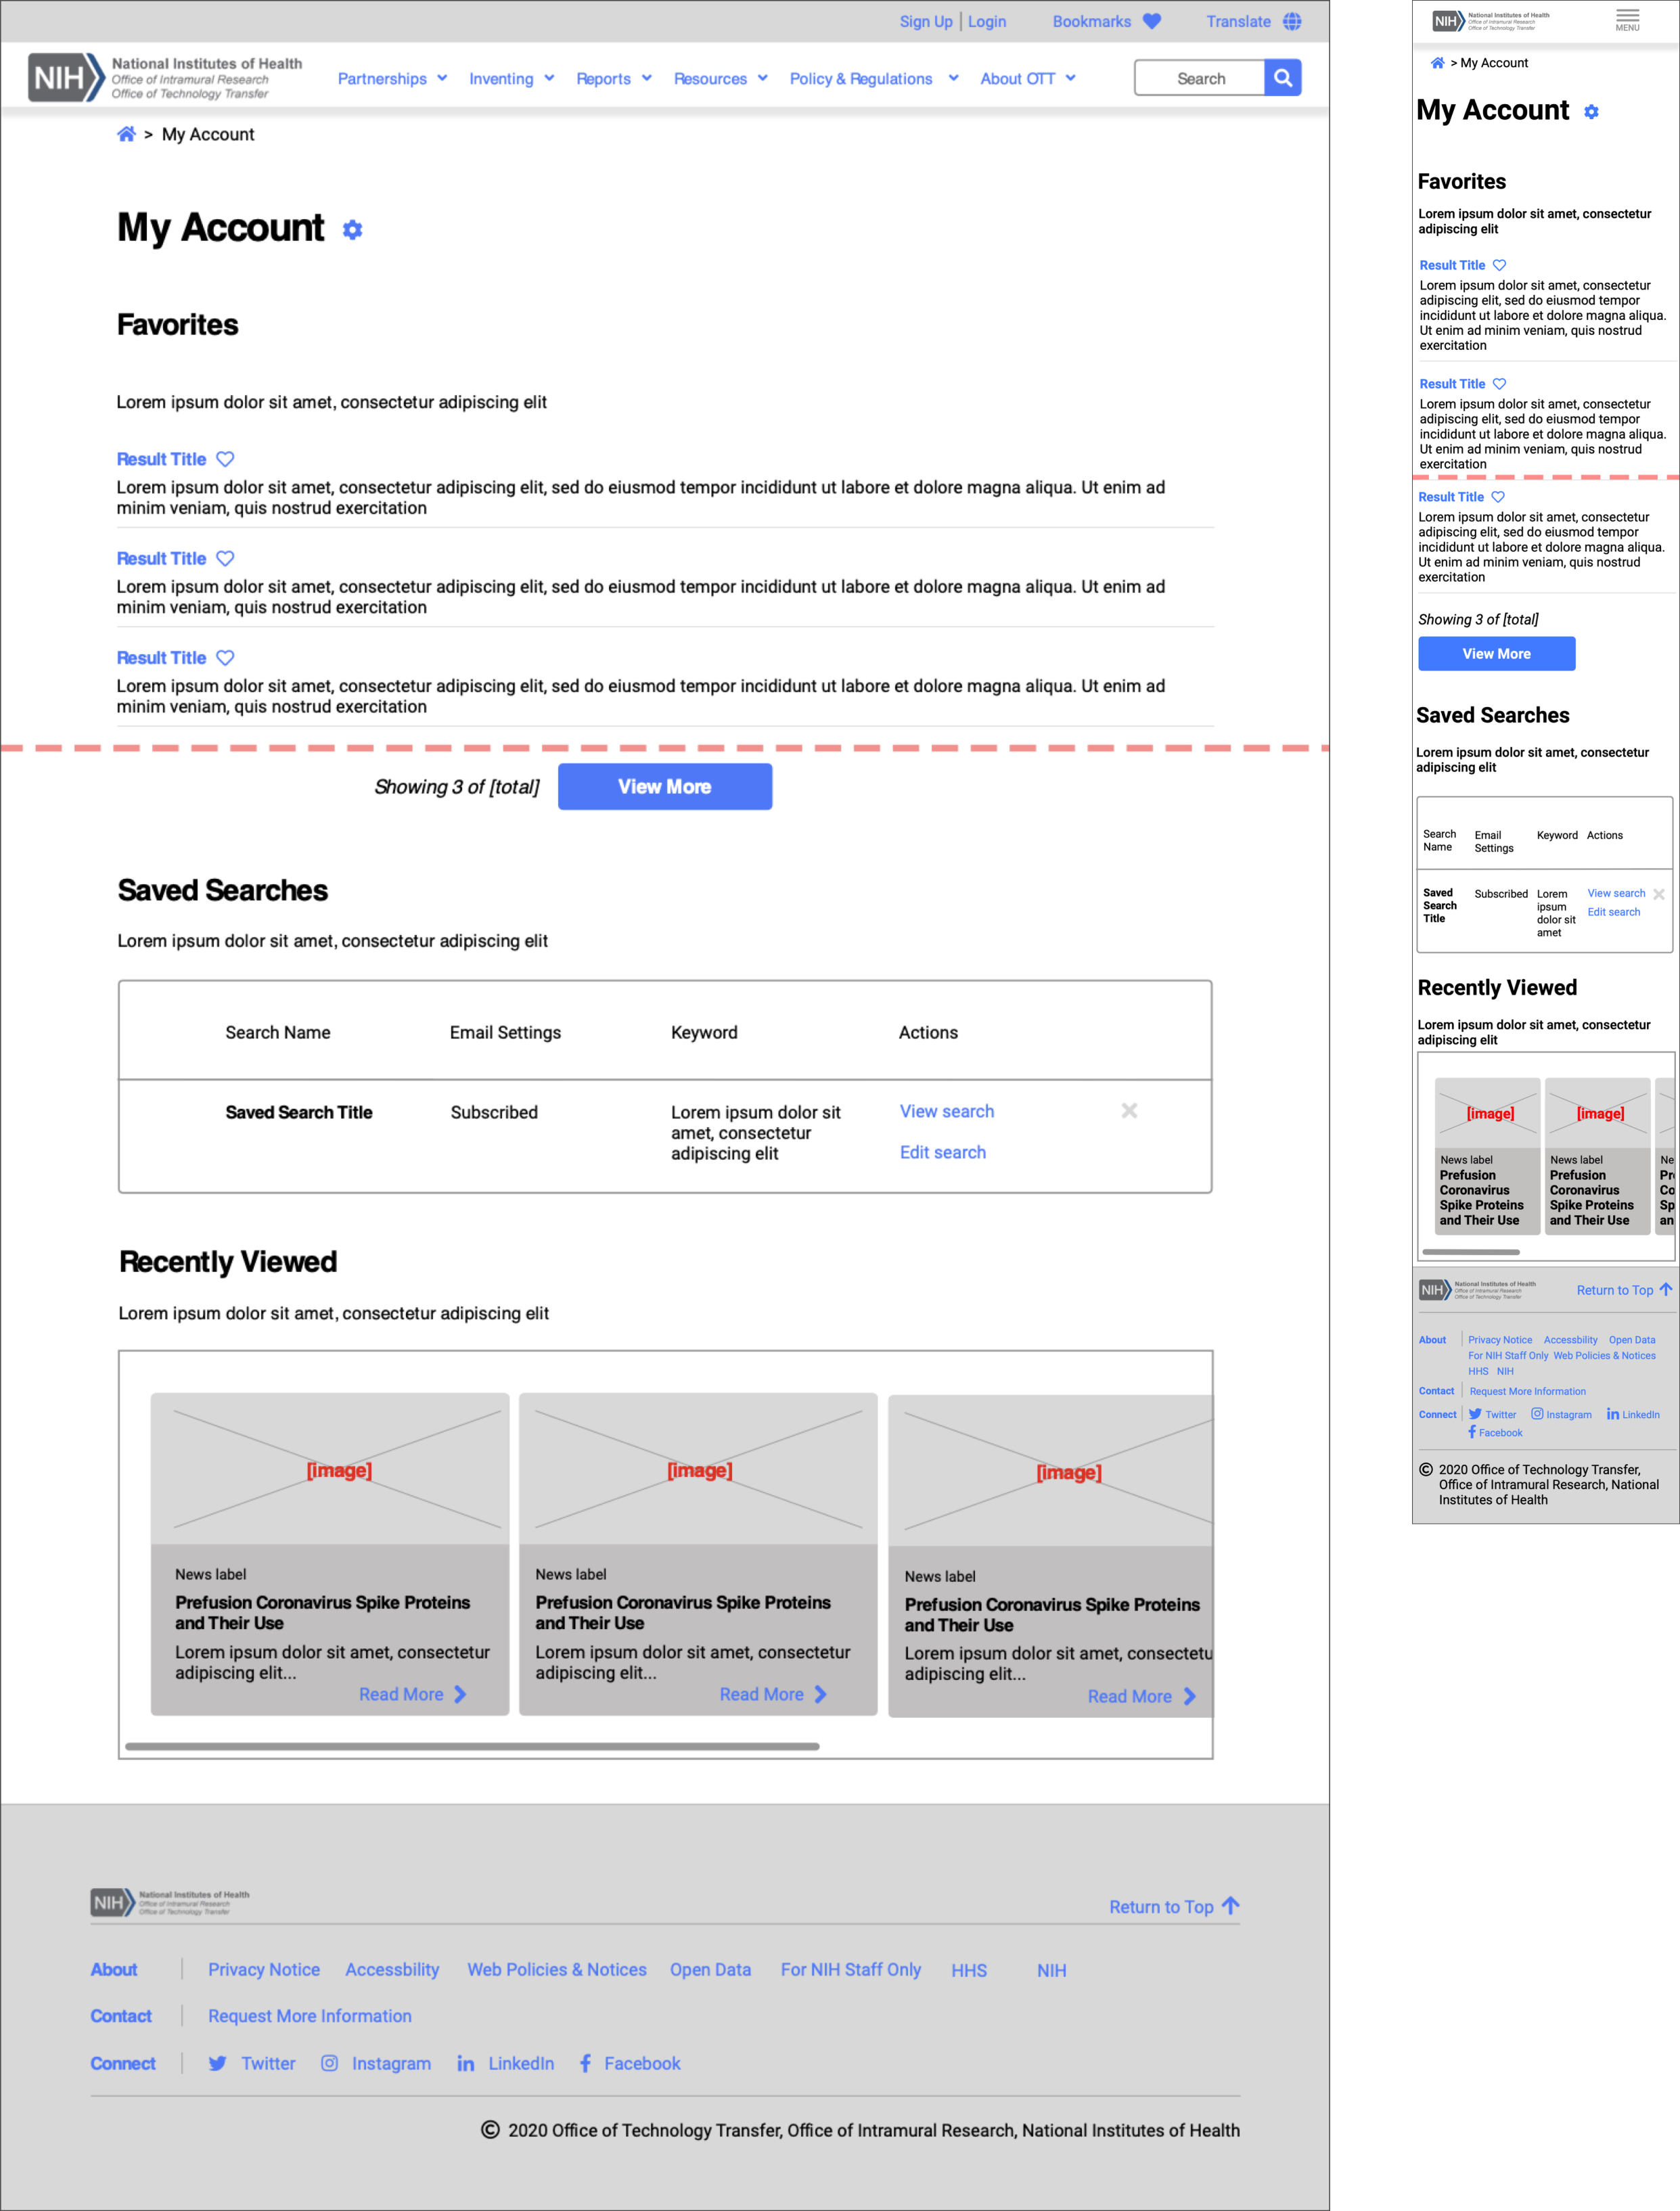 Sign Up | Login Bookmarks Translate
NIH National Institutes of Health
Office of Intramural Research
Office of Technology Transfer
Partnerships Inventing Reports Resources Policy & Regulations About OTT Search
> My Account
My Account
Favorites
Lorem ipsum dolor sit amet, consectetur adipiscing elit
Result Title
Lorem ipsum dolor sit amet, consectetur adipiscing elit, sed do eiusmod tempor incididunt ut labore et dolore magna aliqua. Ut enim ad
minim veniam, quis nostrud exercitation
Result Title
Lorem ipsum dolor sit amet, consectetur adipiscing elit, sed do eiusmod tempor incididunt ut labore et dolore magna aliqua. Ut enim ad
minim veniam, quis nostrud exercitation
Result Title
Lorem ipsum dolor sit amet, consectetur adipiscing elit, sed do eiusmod tempor incididunt ut labore et dolore magna aliqua. Ut enim ad
minim veniam, quis nostrud exercitation
Showing 3 of [total] View More
Saved Searches
Lorem ipsum dolor sit amet, consectetur adipiscing elit
Search Name Email Settings Keyword Actions
Saved Search Title Subscribed Lorem ipsum dolor sit View search
amet, consectetur
adipiscing elit Edit search
Recently Viewed
Lorem ipsum dolor sit amet, consectetur adipiscing elit
[image]
News label
Prefusion Coronavirus Spike Proteins
and Their Use
Lorem ipsum dolor sit amet, consectetur
adipiscing elit...
Read More
[image]
News label
Prefusion Coronavirus Spike Proteins
and Their Use
Lorem ipsum dolor sit amet, consectetur
adipiscing elit...
Read More
[image]
News label
Prefusion Coronavirus Spike Proteins
and Their Use
Lorem ipsum dolor sit amet, consectetu
adipiscing elit...
Read More
NIH National Institutes of Health
Office of Intramural Research
Office of Technology Transfer
Return to Top
About Privacy Notice Accessbility Web Policies & Notices Open Data For NIH Staff Only HHS NIH
Contact Request More Information
Connect Twitter Instagram LinkedIn Facebook
© 2020 Office of Technology Transfer, Office of Intramural Research, National Institutes of Health
NIH National Institutes of Health
Office of Intramural Research
Office of Technology Transfer
MENU
> My Account
My Account
Favorites
Lorem ipsum dolor sit amet, consectetur
adipiscing elit
Result Title
Lorem ipsum dolor sit amet, consectetur
adipiscing elit, sed do eiusmod tempor
incididunt ut labore et dolore magna aliqua.
Ut enim ad minim veniam, quis nostrud
exercitation
Result Title
Lorem ipsum dolor sit amet, consectetur
adipiscing elit, sed do eiusmod tempor
incididunt ut labore et dolore magna aliqua.
Ut enim ad minim veniam, quis nostrud
exercitation
Result Title
Lorem ipsum dolor sit amet, consectetur
adipiscing elit, sed do eiusmod tempor
incididunt ut labore et dolore magna aliqua.
Ut enim ad minim veniam, quis nostrud
exercitation
Showing 3 of [total]
View More
Saved Searches
Lorem ipsum dolor sit amet, consectetur
adipiscing elit
Search Email Keyword Actions
Name Settings
Saved Subscribed Lorem View search
Search ipsum
Title dolor sit Edit search
amet
Recently Viewed
Lorem ipsum dolor sit amet, consectetur
adipiscing elit
[image]
News label
Prefusion
Coronavirus
Spike Proteins
and Their Use
[image]
News label
Prefusion
Coronavirus
Spike Proteins
and Their Use
Ne
Pr
Co
Sp
an
NIH National Institutes of Health
Office of Intramural Research
Office of Technology Transfer
Return to Top
About Privacy Notice Accessbility Open Data
For NIH Staff Only Web Policies & Notices
HHS NIH
Contact Request More Information
Connect Twitter Instagram LinkedIn
Facebook
© 2020 Office of Technology Transfer,
Office of Intramural Research, National
Institutes of Health